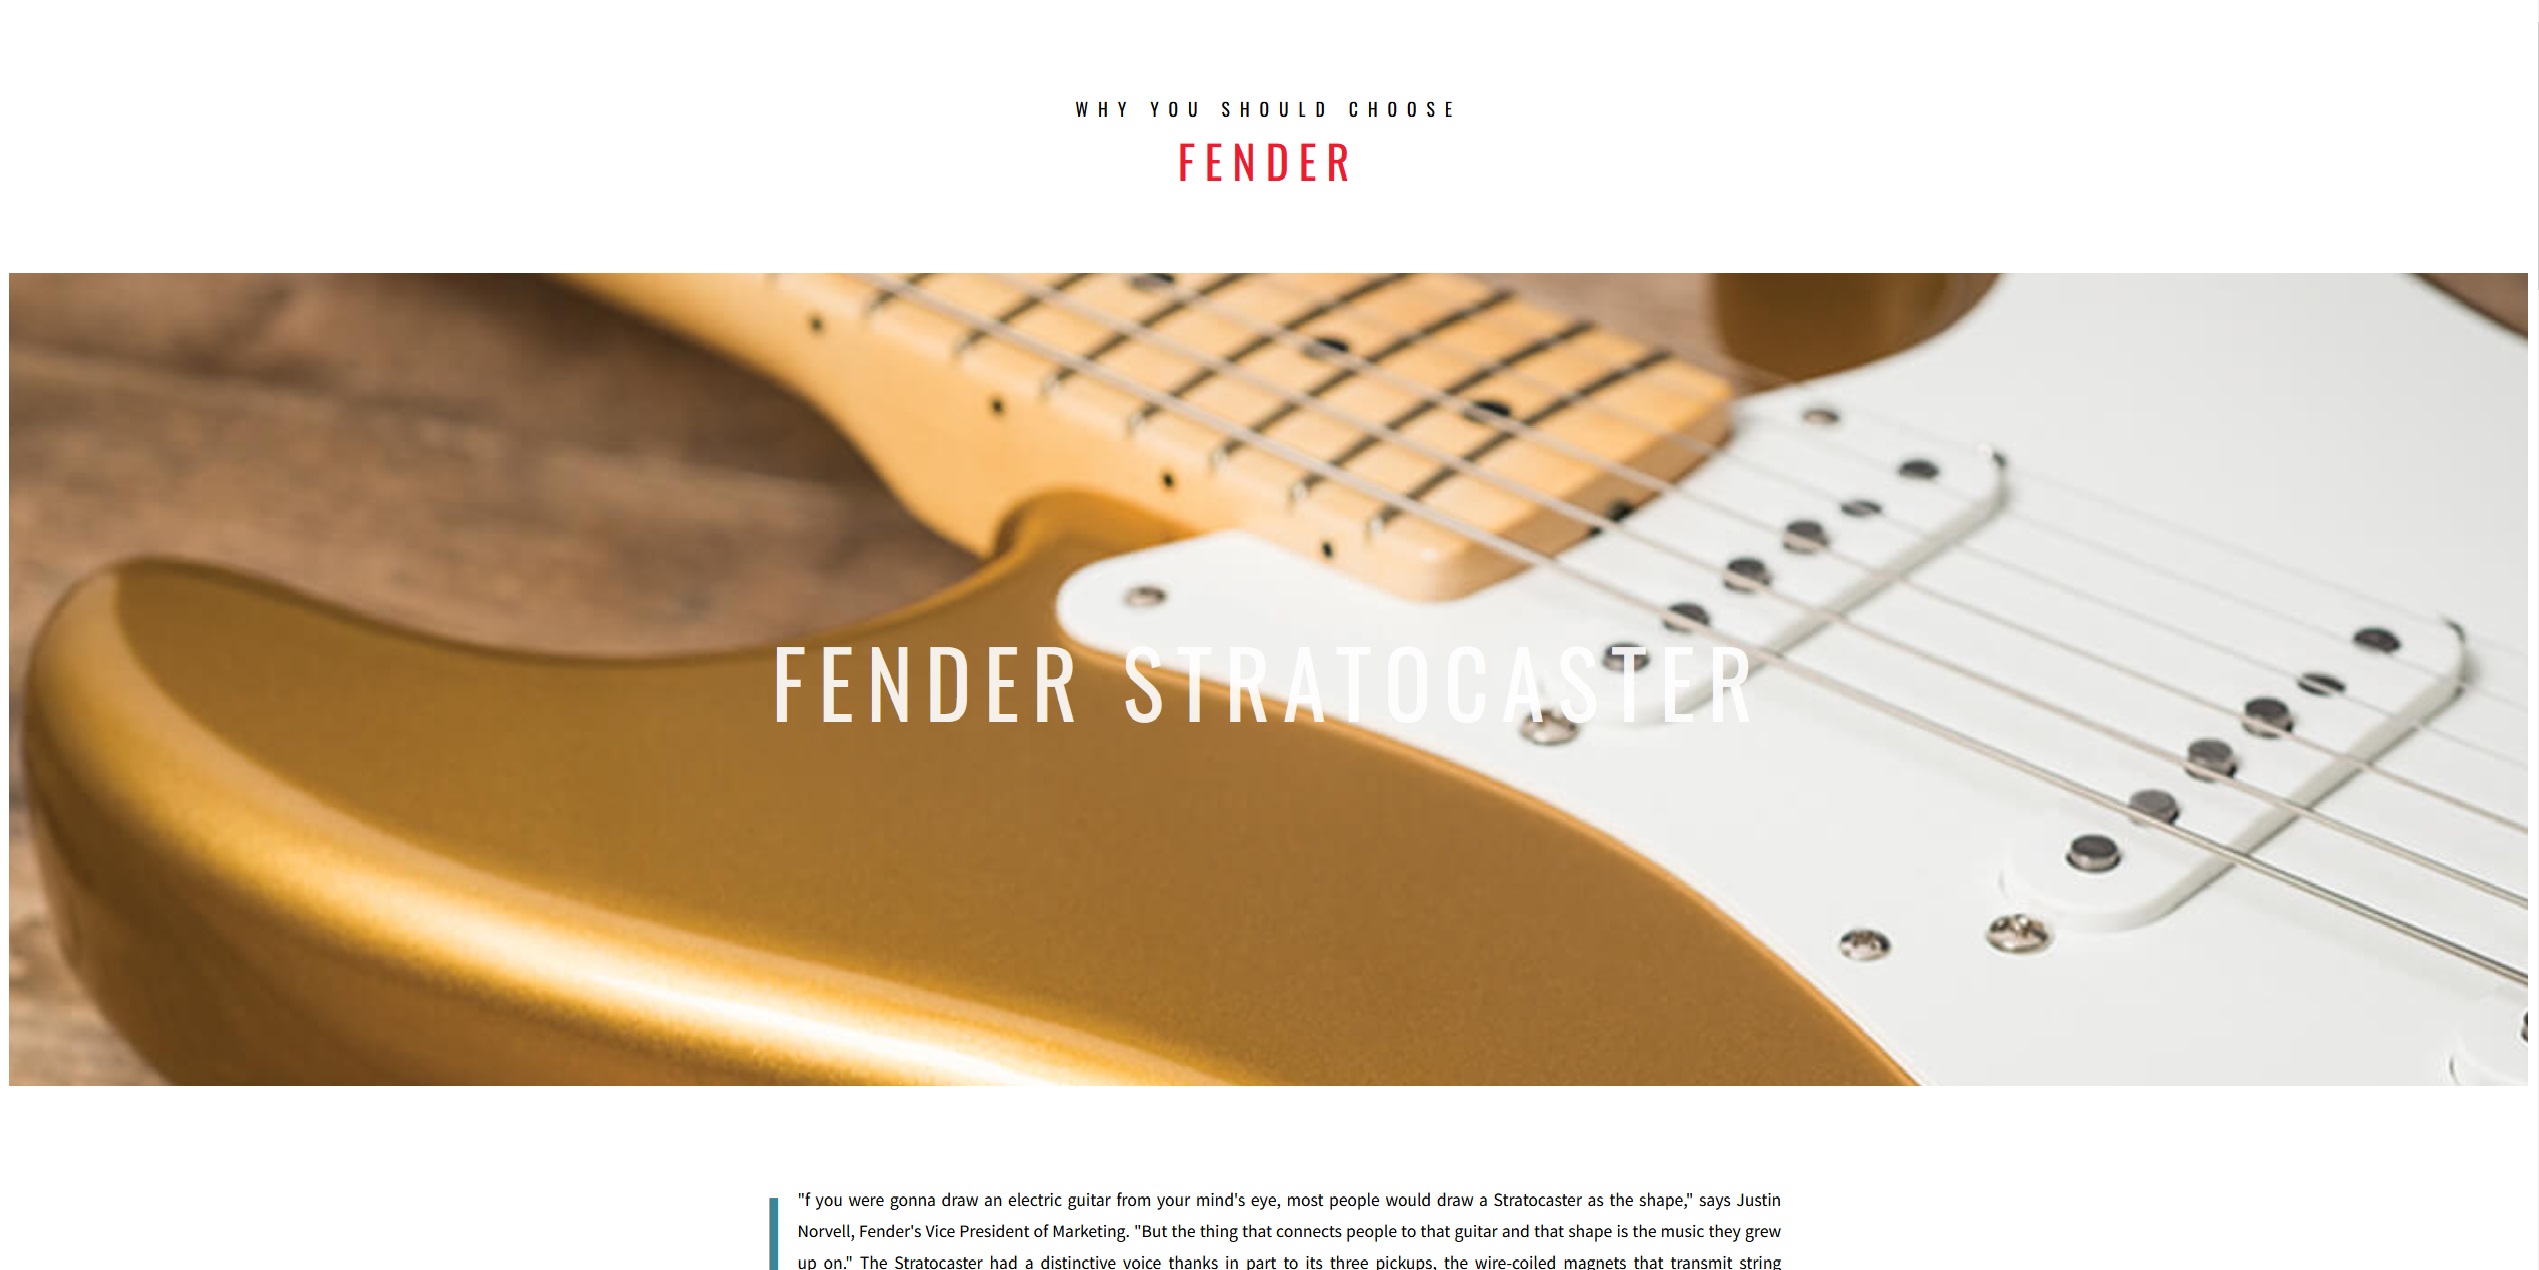 WHY YOU SHOULD CHOOSE
FENDER
FENDER STRATOCASTER
"f you were gonna draw an electric guitar from your mind's eye, most people would draw a Stratocaster as the shape," says Justin
Norvell, Fender's Vice President of Marketing. "But the thing that connects people to that guitar and that shape is the music they grew
up on." The Stratocaster had a distinctive voice thanks in part to its three pickups, the wire-coiled magnets that transmit string